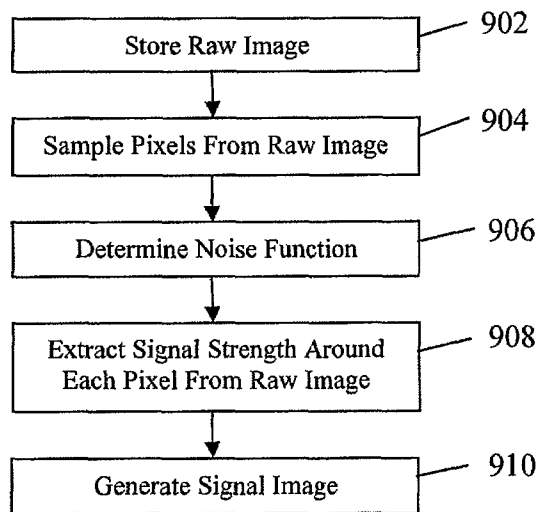 Store Raw Image
902
Sample Pixels From Raw Image
904
Determine Noise Function
906
Extract Signal Strength Around
Each Pixel From Raw Image
908
Generate Signal Image
910